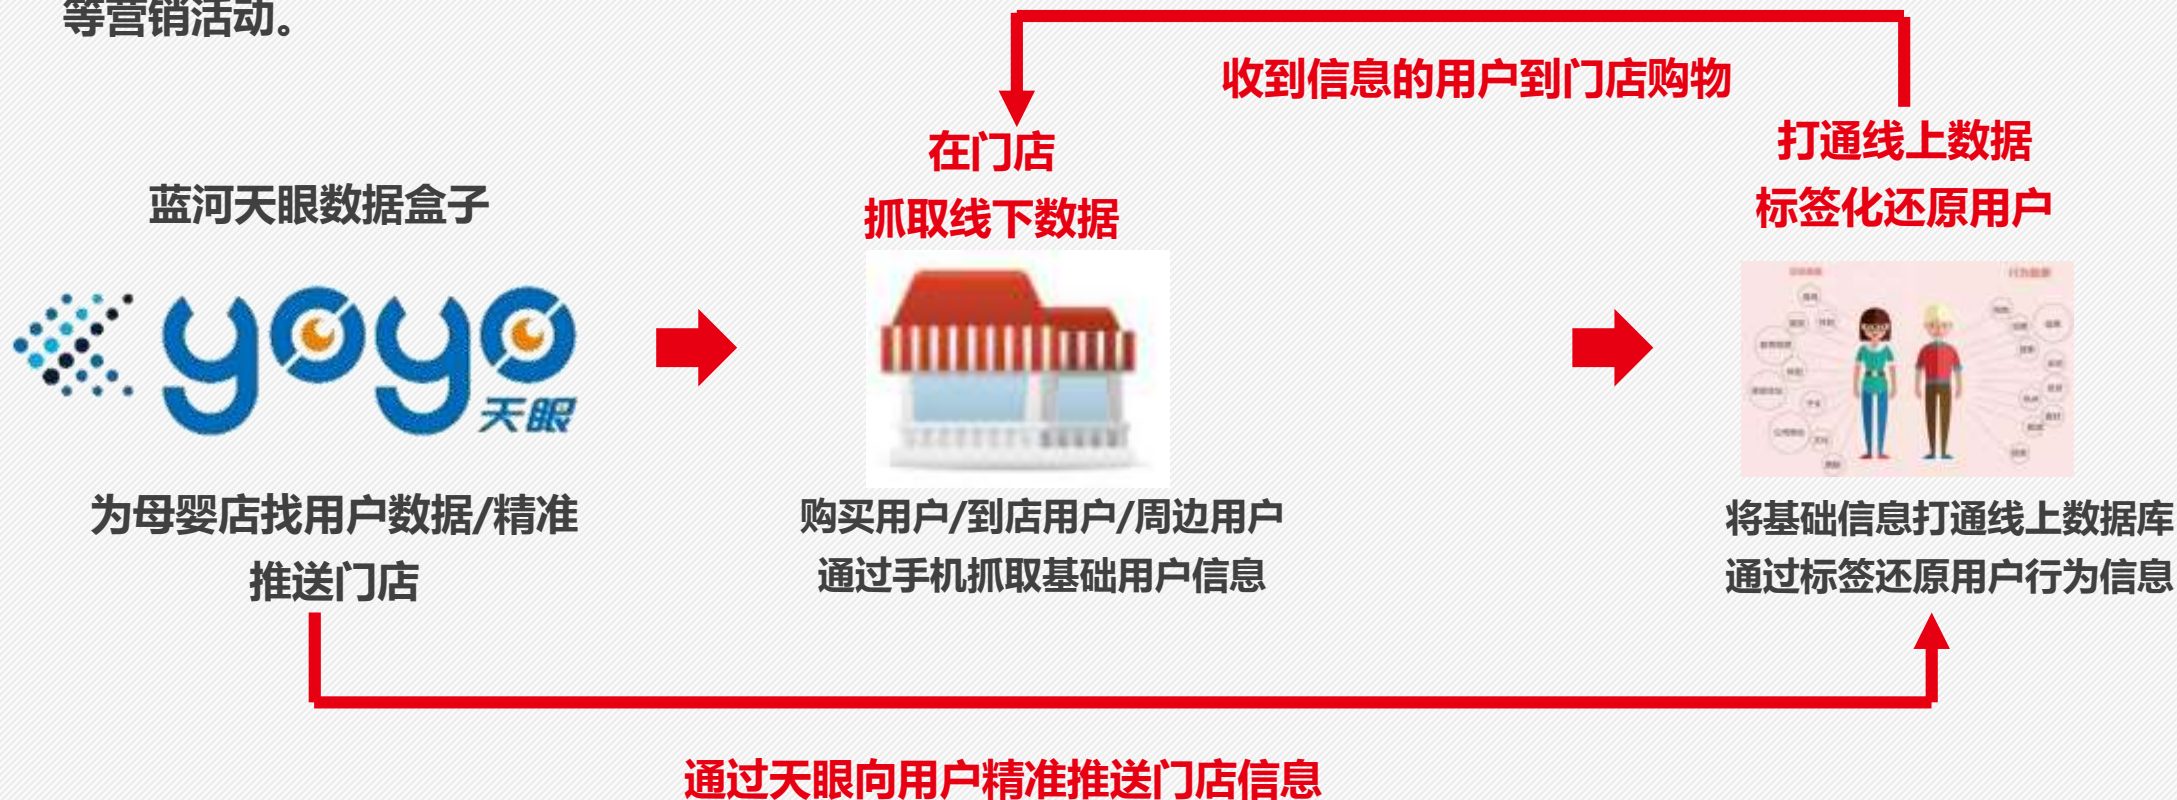 等营销活动。
收到信息的用户到门店购物
在门店
抓取线下数据
打通线上数据
标签化还原用户
蓝河天眼数据盒子
yoyo
天眼
为母婴店找用户数据/精准
推送门店
购买用户/到店用户/周边用户
通过手机抓取基础用户信息
将基础信息打通线上数据库
通过标签还原用户行为信息
通过天眼向用户精准推送门店信息